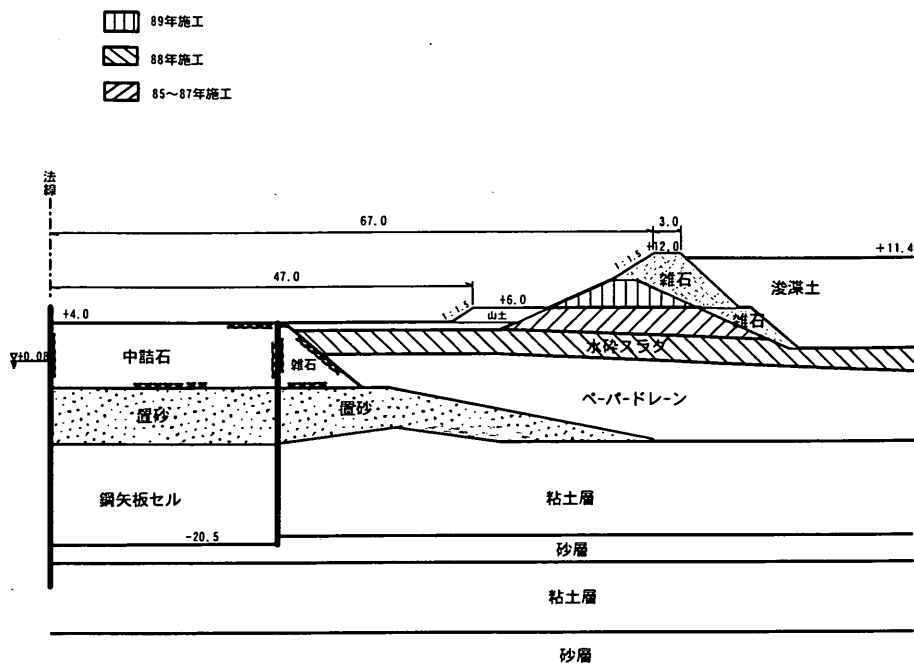 89年施工
88年施工
85～87年施工
法線
67.0
3.0
1:1.5
+12.0
+11.4
雑石
浚渫土
47.0
1:1.5
+6.0
山土
雑石
+4.0
水砕スラグ
+0.08
中詰石
雑石
ペーパードレーン
置砂
置砂
鋼矢板セル
粘土層
-20.5
砂層
粘土層
砂層